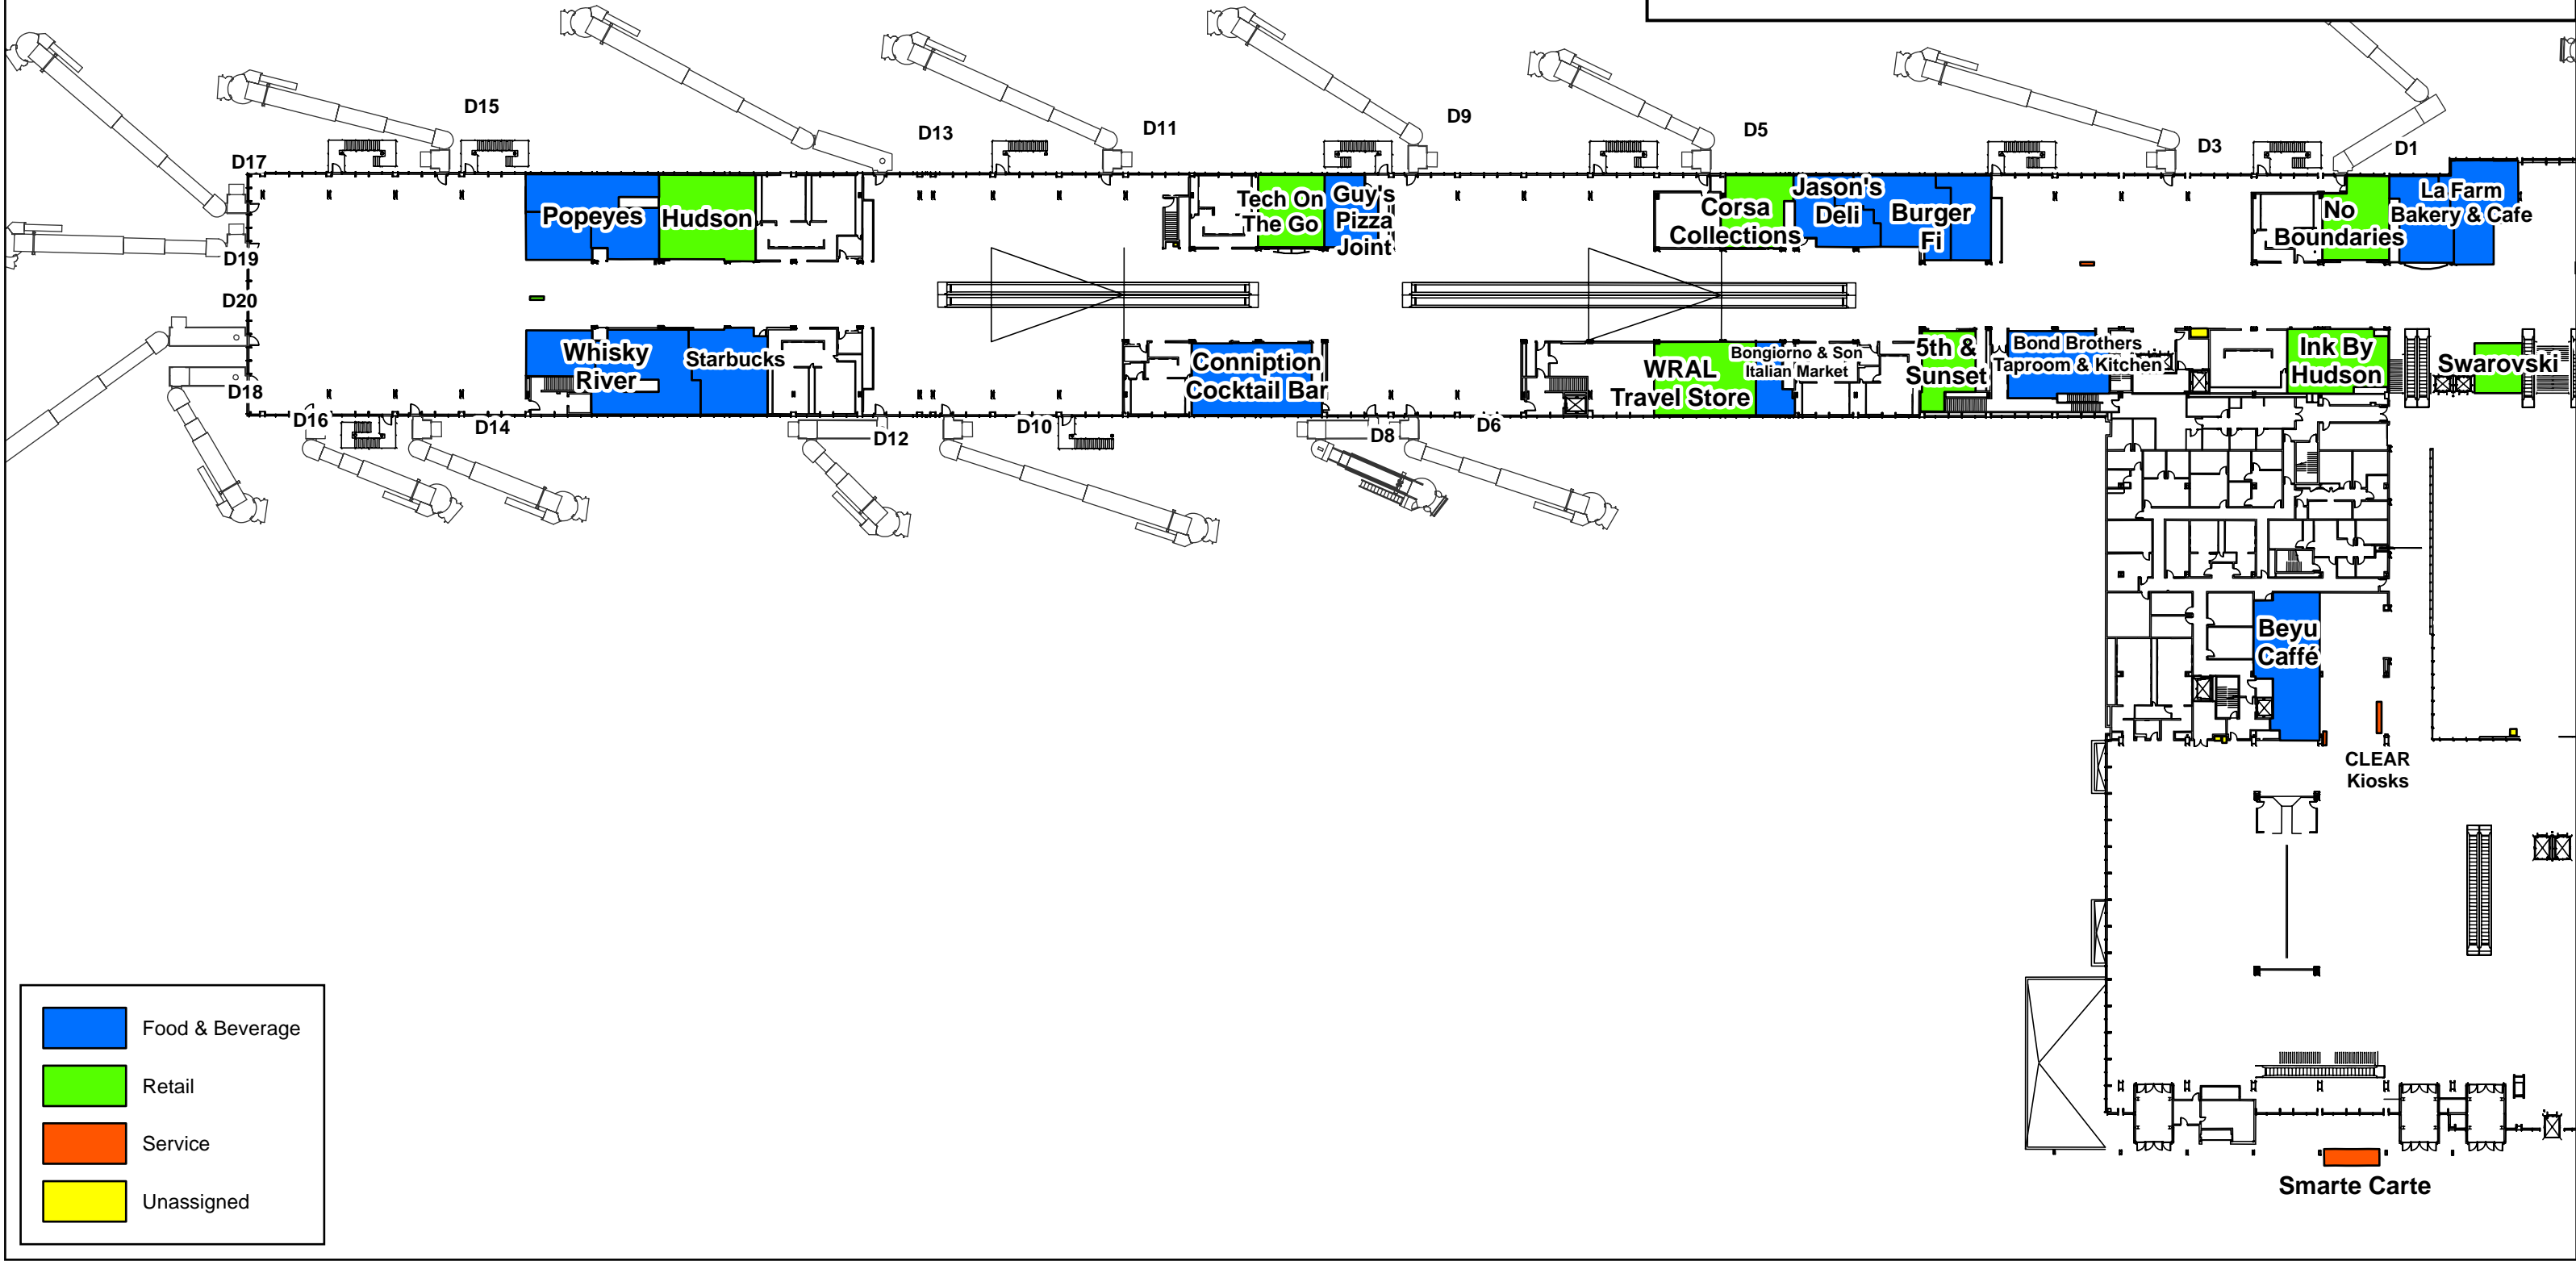 D15
D13
D11
D9
D5
D3
D1
D17
D19
D20
D18
D16
D14
D12
D10
D8
D6
Popeyes
Hudson
Tech On
The Go
Guy's
Pizza
Joint
Corsa
Collections
Jason's
Deli
Burger
Fi
No
Boundaries
La Farm
Bakery & Cafe
Whisky
River
Starbucks
Conniption
Cocktail Bar
WRAL
Travel Store
Bongiorno & Son
Italian Market
5th &
Sunset
Bond Brothers
Taproom & Kitchen
Ink By
Hudson
Swarovski
Beyu
Caffé
CLEAR
Kiosks
Smarte Carte
Food & Beverage
Retail
Service
Unassigned